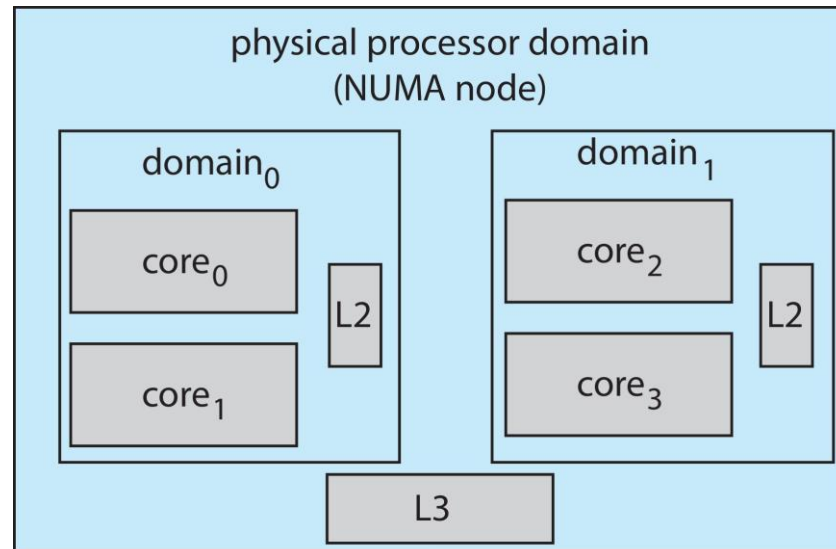 physical processor domain
(NUMA node)
domain₀
core₀
core₁
L2
domain₁
core₂
core₃
L2
L3